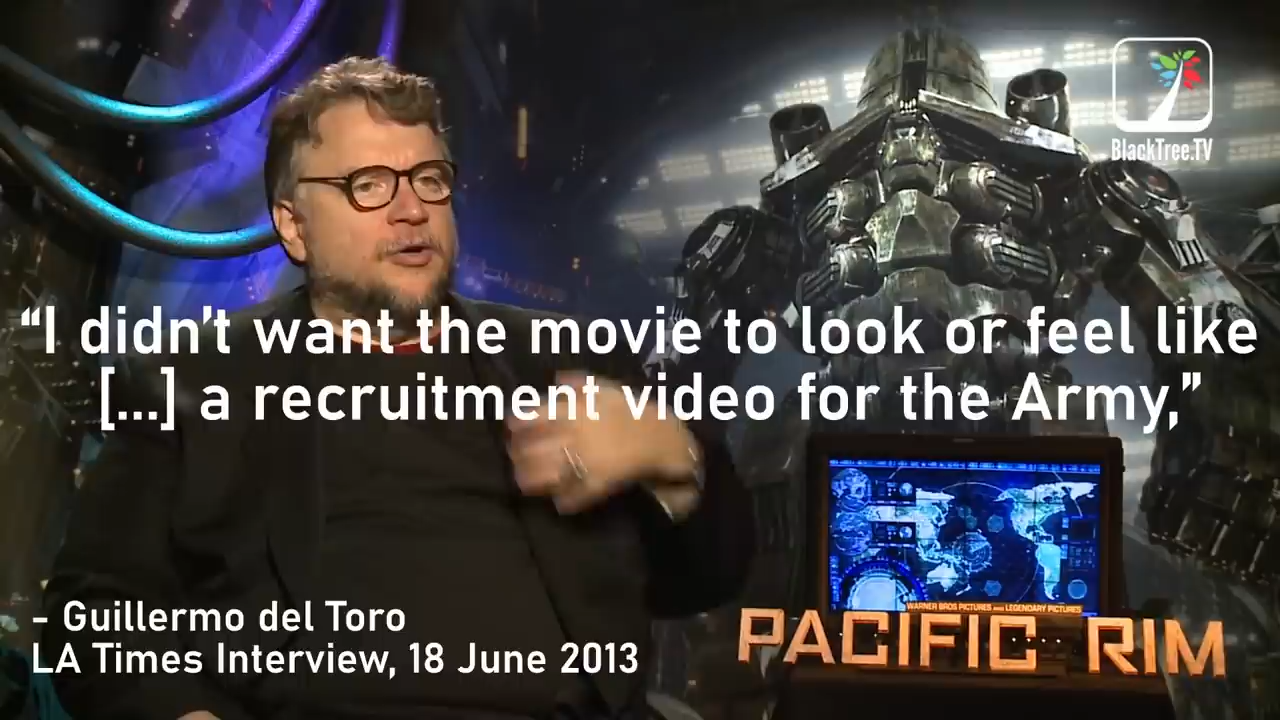 BlackTree.TV
“I didn’t want the movie to look or feel like
[...] a recruitment video for the Army,”
- Guillermo del Toro
LA Times Interview, 18 June 2013
WARNER BROS PICTURES AND LEGENDARY PICTURES
PACIFIC RIM